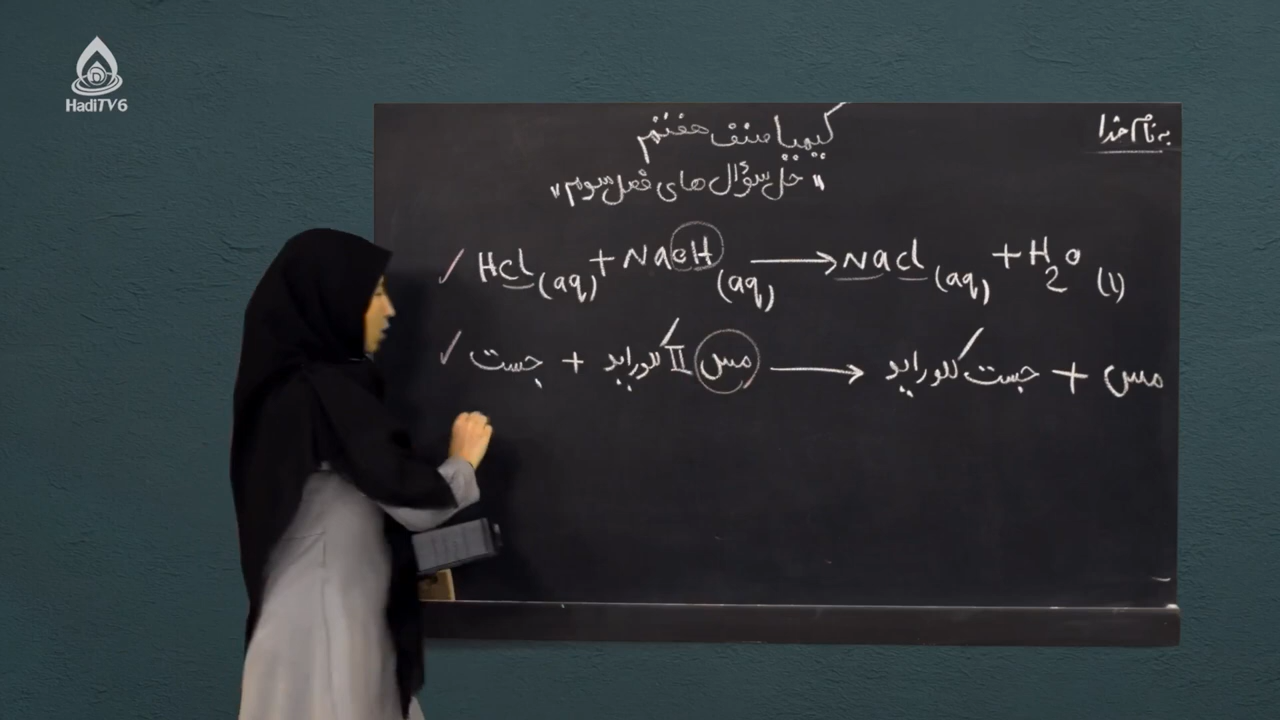 HadiTV6
به نام خدا
کیمیا صنف هفتم
"حل سؤال های فصل سوم"
✓ HCl (aq) + NaOH (aq) → NaCl (aq) + H₂O (l)
✓ جست + مس II کلوراید → جست کلوراید + مس